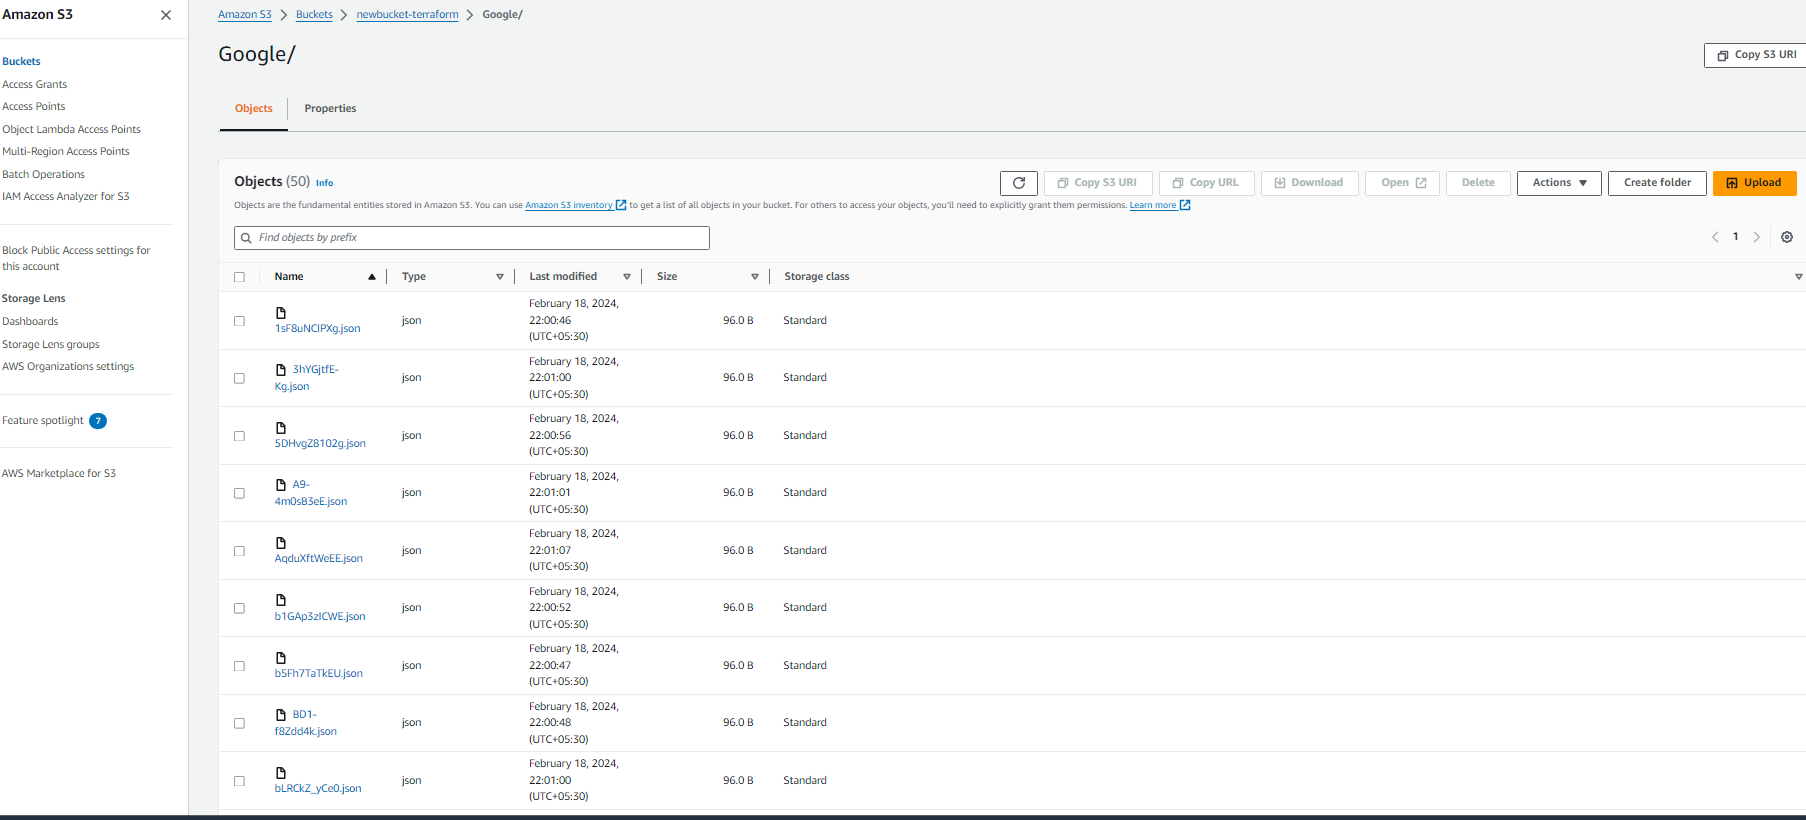 Amazon S3
Buckets
Access Grants
Access Points
Object Lambda Access Points
Multi-Region Access Points
Batch Operations
IAM Access Analyzer for S3
Block Public Access settings for
this account
Storage Lens
Dashboards
Storage Lens groups
AWS Organizations settings
Feature spotlight 7
AWS Marketplace for S3
Amazon S3 > Buckets > newbucket-terraform > Google/
Google/
Copy S3 URI
Objects Properties
Objects (50) Info
Copy S3 URI Copy URL Download Open Delete Actions Create folder Upload
Objects are the fundamental entities stored in Amazon S3. You can use Amazon S3 inventory to get a list of all objects in your bucket. For others to access your objects, you'll need to explicitly grant them permissions. Learn more
Find objects by prefix
1
Name Type Last modified Size Storage class
1sF8uNCIPXg.json json February 18, 2024,
22:00:46
(UTC+05:30) 96.0 B Standard
3hYGjtfE-
Kg.json json February 18, 2024,
22:01:00
(UTC+05:30) 96.0 B Standard
5DHvgZ8102g.json json February 18, 2024,
22:00:56
(UTC+05:30) 96.0 B Standard
A9-
4m0sB3eE.json json February 18, 2024,
22:01:01
(UTC+05:30) 96.0 B Standard
AqduXftWeEE.json json February 18, 2024,
22:01:07
(UTC+05:30) 96.0 B Standard
b1GAp3zICWE.json json February 18, 2024,
22:00:52
(UTC+05:30) 96.0 B Standard
b5Fh7TaTkEU.json json February 18, 2024,
22:00:47
(UTC+05:30) 96.0 B Standard
BD1-
f8Zdd4k.json json February 18, 2024,
22:00:48
(UTC+05:30) 96.0 B Standard
bLRCkZ_yCe0.json json February 18, 2024,
22:01:00
(UTC+05:30) 96.0 B Standard